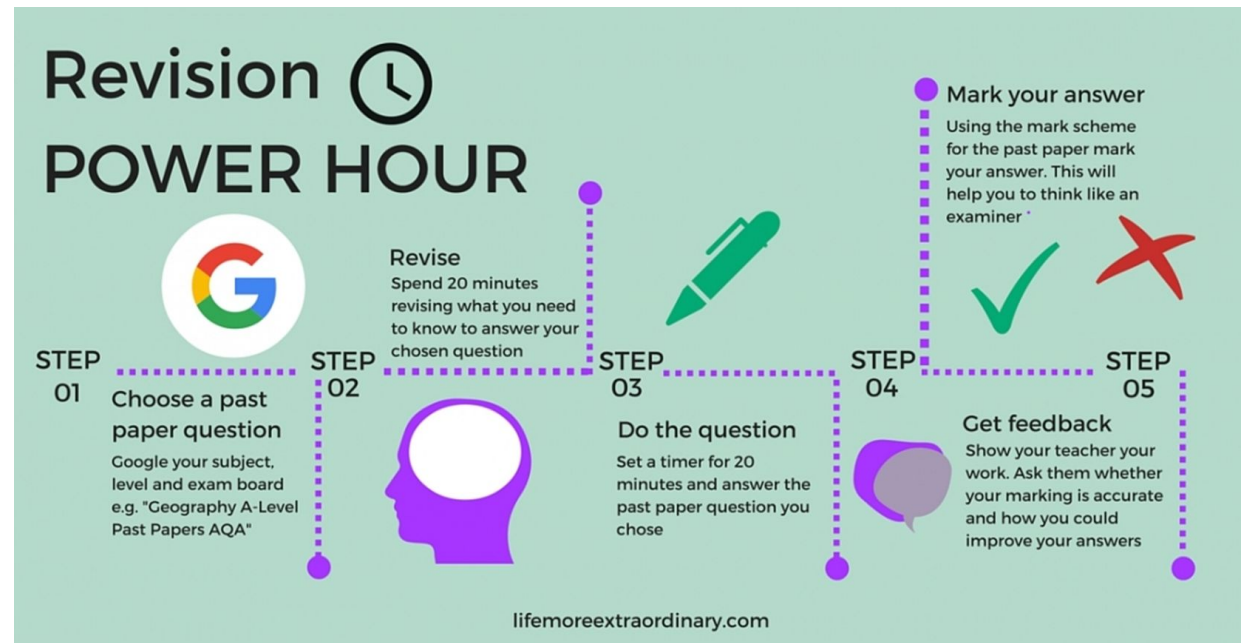 Revision
POWER HOUR
STEP
01
Choose a past
paper question
Google your subject,
level and exam board
e.g. "Geography A-Level
Past Papers AQA"
STEP
02
Revise
Spend 20 minutes
revising what you need
to know to answer your
chosen question
STEP
03
Do the question
Set a timer for 20
minutes and answer the
past paper question you
chose
STEP
04
Mark your answer
Using the mark scheme
for the past paper mark
your answer. This will
help you to think like an
examiner
STEP
05
Get feedback
Show your teacher your
work. Ask them whether
your marking is accurate
and how you could
improve your answers
lifemoreextraordinary.com